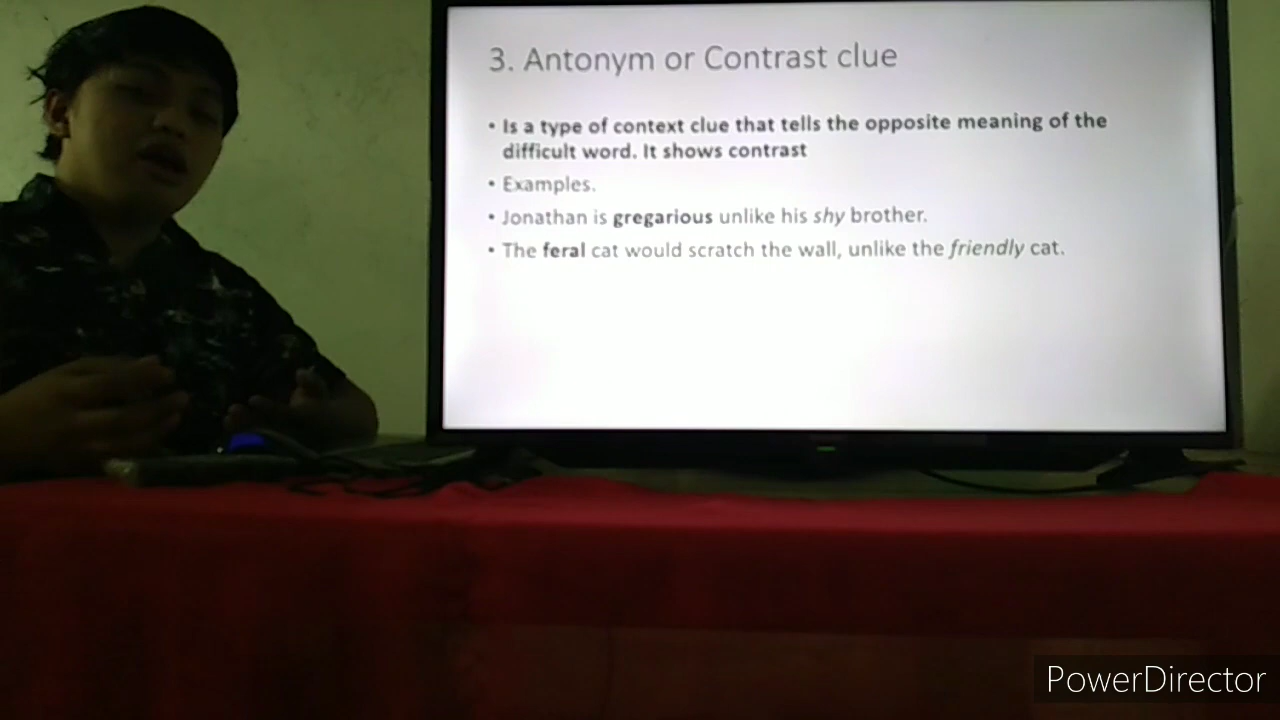 3. Antonym or Contrast clue
• Is a type of context clue that tells the opposite meaning of the
difficult word. It shows contrast
• Examples.
• Jonathan is gregarious unlike his shy brother.
• The feral cat would scratch the wall, unlike the friendly cat.
PowerDirector